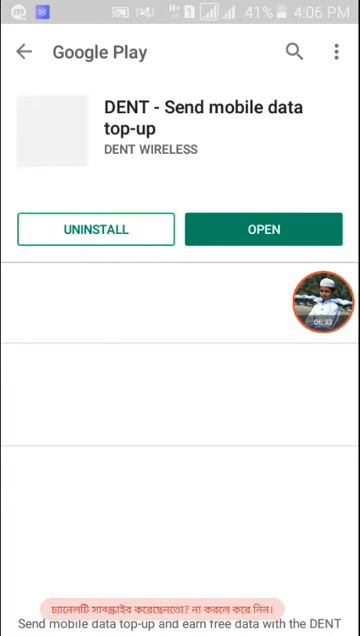 41% 4:06 PM
Google Play
DENT - Send mobile data
top-up
DENT WIRELESS
UNINSTALL
OPEN
06:33
চ্যানেলটি সাবস্ক্রাইব করেছেনতো? না করলে করে নিন।
Send mobile data top-up and earn free data with the DENT